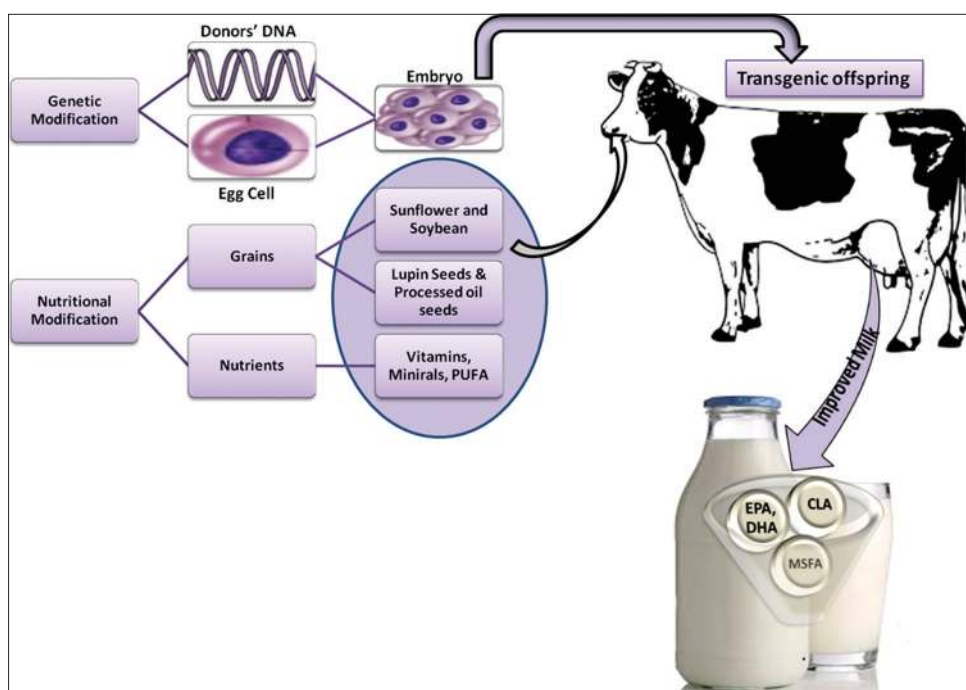 Donors' DNA
Genetic
Modification
Egg Cell
Embryo
Transgenic offspring
Sunflower and
Soybean
Grains
Lupin Seeds &
Processed oil
seeds
Nutritional
Modification
Nutrients
Vitamins,
Minirals, PUFA
Improved Milk
EPA,
DHA
CLA
MSFA